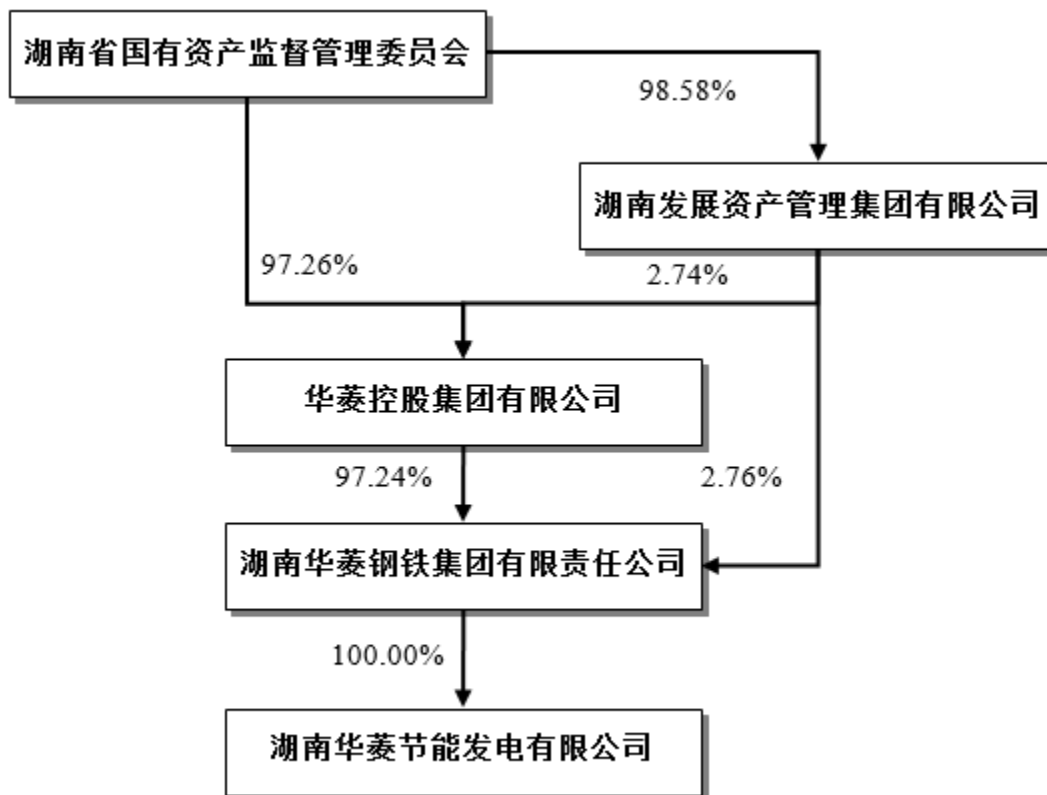 湖南省国有资产监督管理委员会
98.58%
湖南发展资产管理集团有限公司
97.26%
2.74%
华菱控股集团有限公司
97.24%
2.76%
湖南华菱钢铁集团有限责任公司
100.00%
湖南华菱节能发电有限公司